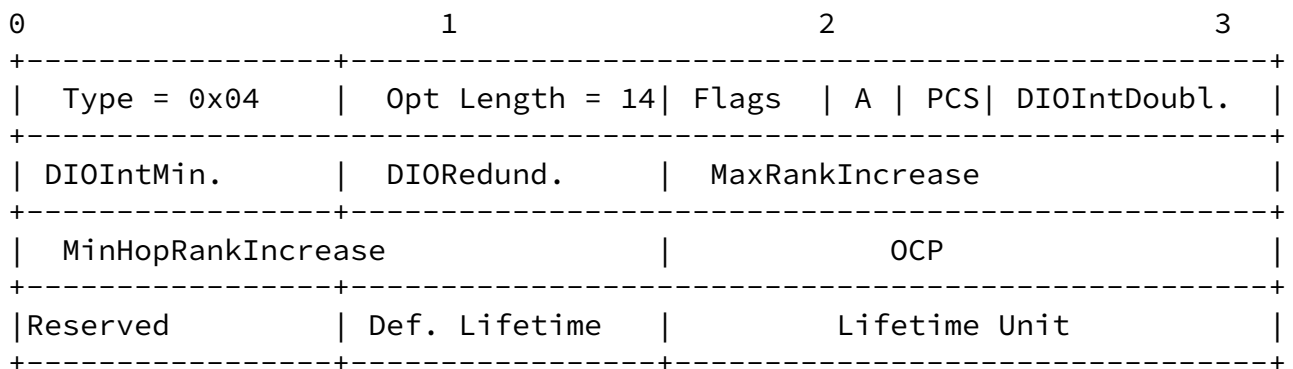 0 1 2 3
+-----------------+---------------------------------------------------+
| Type = 0x04 | Opt Length = 14| Flags | A | PCS| DIOIntDoubl. |
+-----------------+---------------------------------------------------+
| DIOIntMin. | DIORedund. | MaxRankIncrease |
+-----------------+---------------------------------------------------+
| MinHopRankIncrease | OCP |
+-----------------+---------------------------------------------------+
|Reserved | Def. Lifetime | Lifetime Unit |
+-----------------+-----------------+---------------------------------+